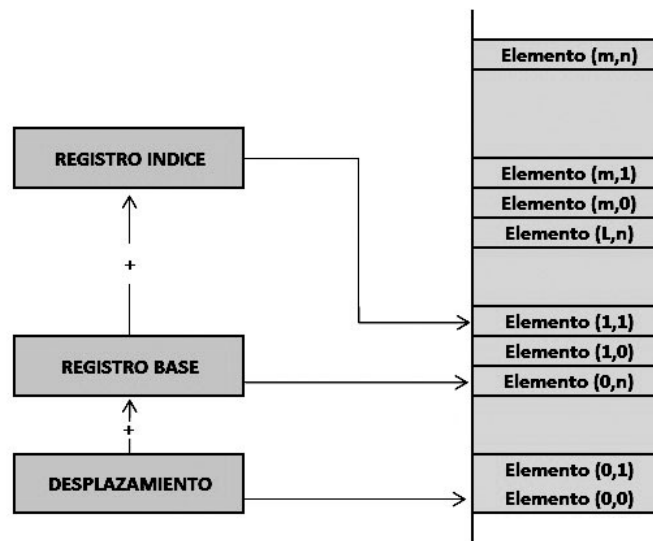 Elemento (m,n)
REGISTRO INDICE
Elemento (m,1)
Elemento (m,0)
Elemento (L,n)
+
Elemento (1,1)
Elemento (1,0)
REGISTRO BASE
Elemento (0,n)
+
Elemento (0,1)
DESPLAZAMIENTO
Elemento (0,0)